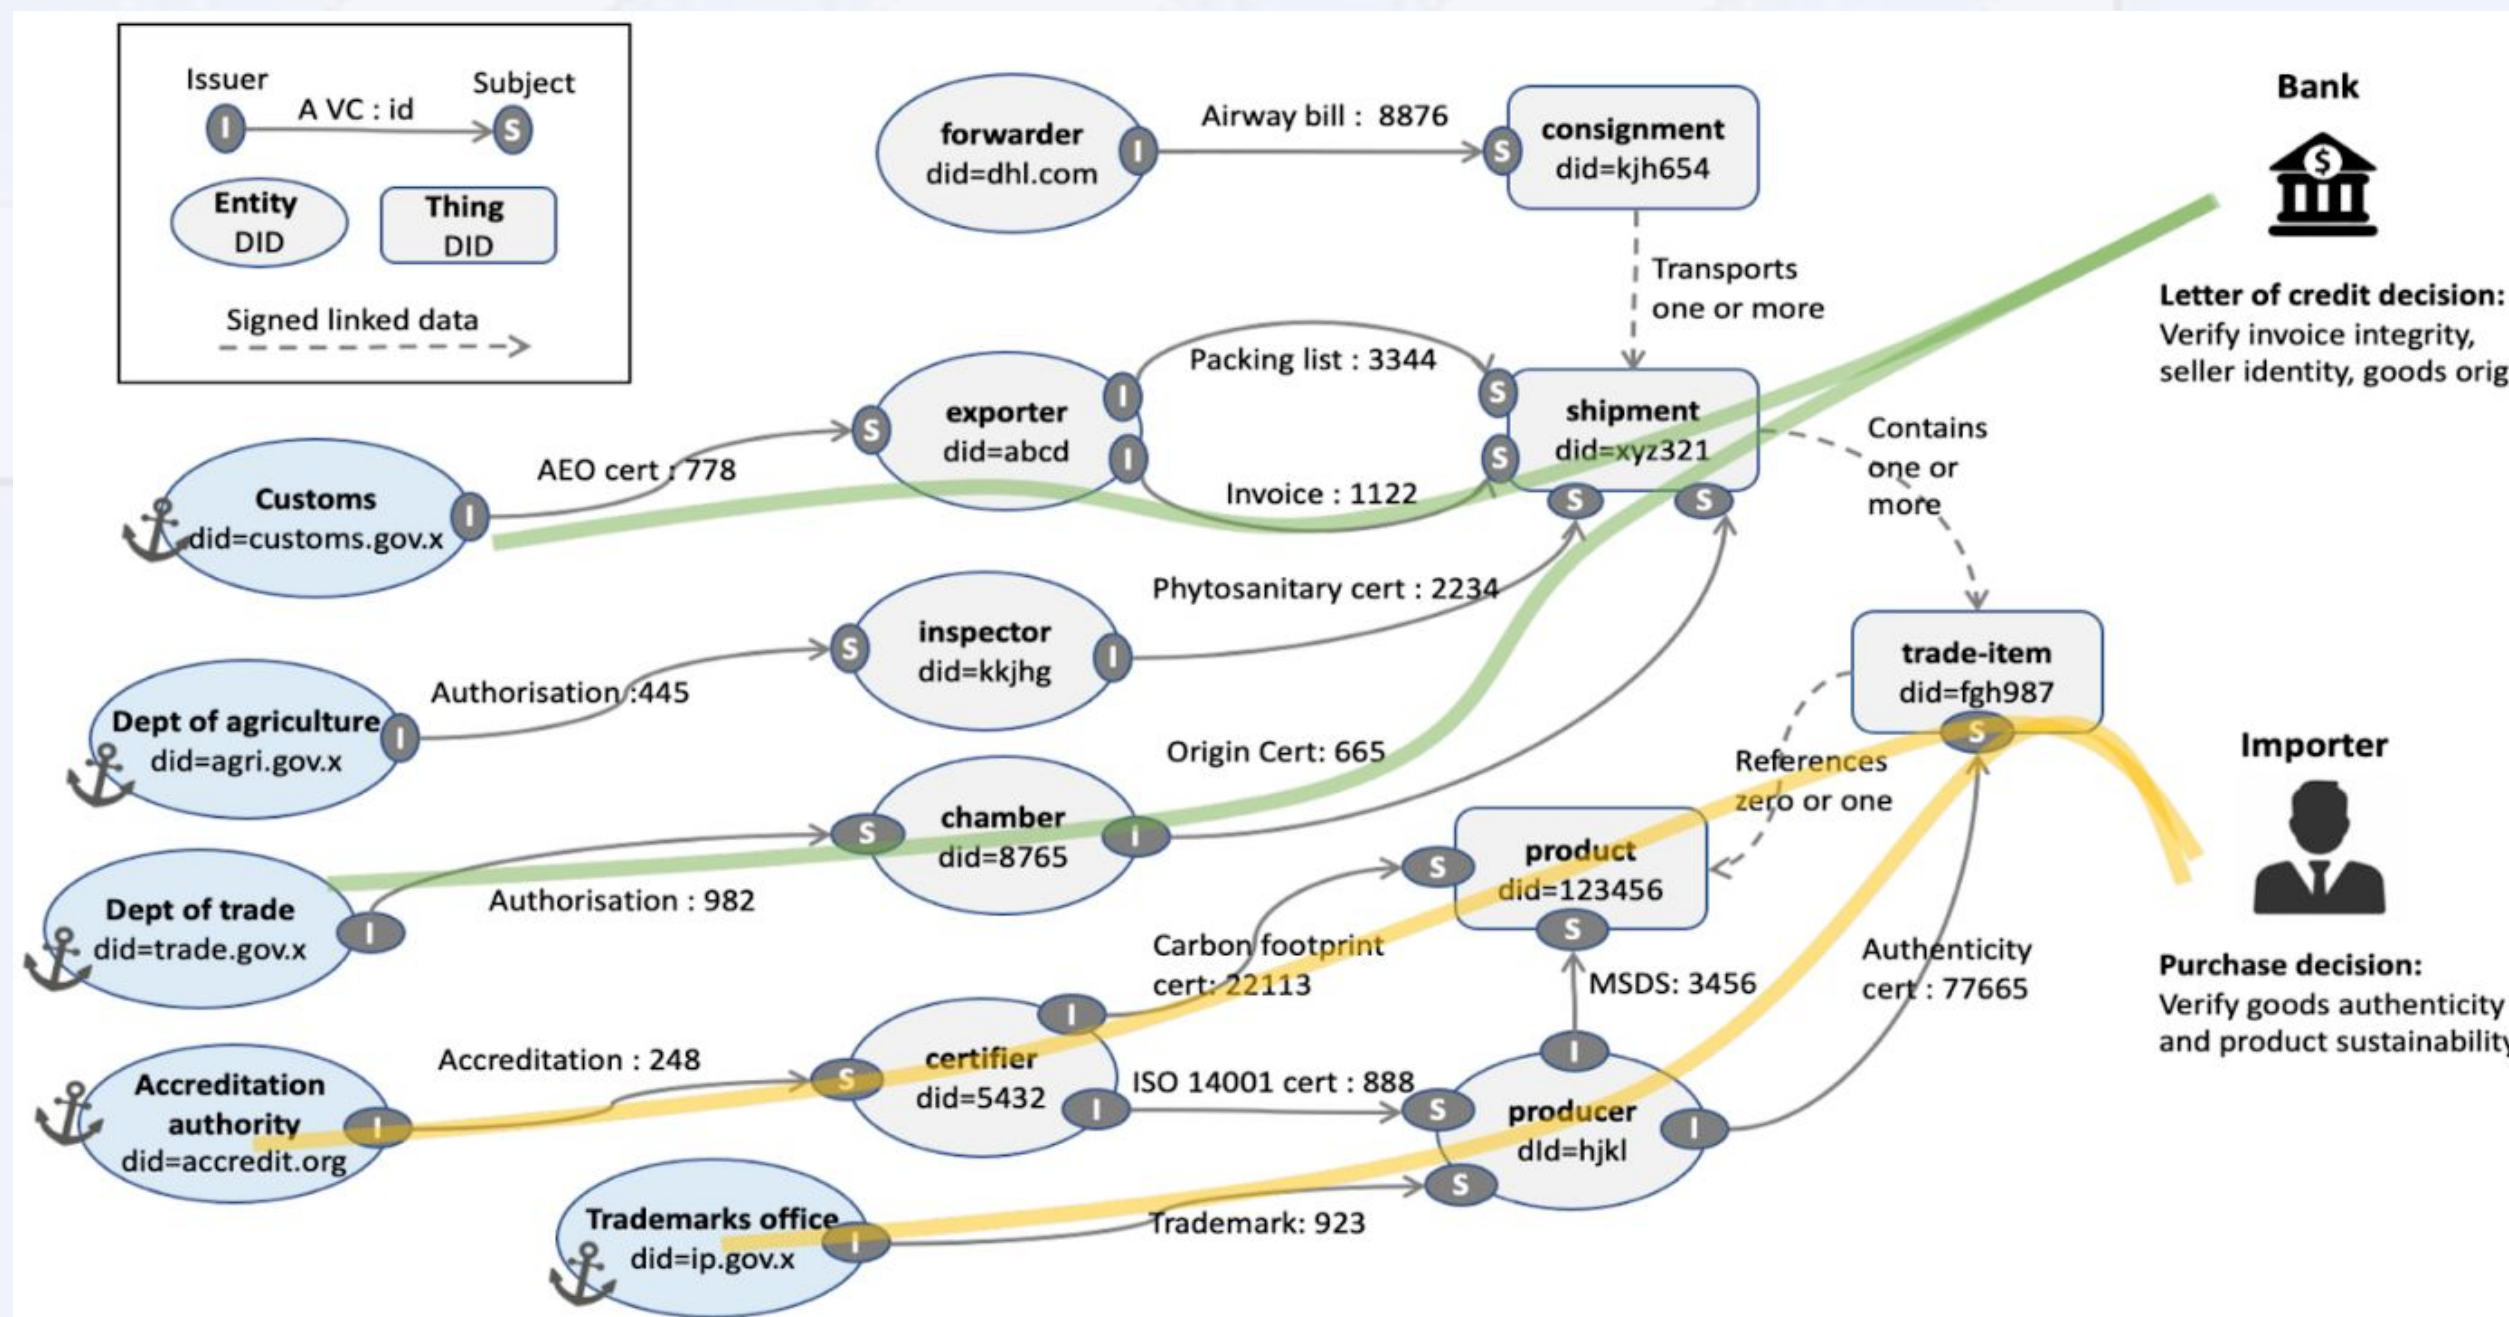 Issuer
A VC : id
Subject
I
S
Entity
DID
Thing
DID
Signed linked data
forwarder
did=dhl.com
I
Airway bill : 8876
S
consignment
did=kjh654
Transports
one or more
Bank
$
Letter of credit decision:
Verify invoice integrity,
seller identity, goods orig
Customs
did=customs.gov.x
I
AEO cert : 778
S
exporter
did=abcd
I
I
Packing list : 3344
Invoice : 1122
S
S
shipment
did=xyz321
S
S
Contains
one or
more
Dept of agriculture
did=agri.gov.x
I
Authorisation :445
S
inspector
did=kkjhg
I
Phytosanitary cert : 2234
trade-item
did=fgh987
S
References
zero or one
Importer
Purchase decision:
Verify goods authenticity
and product sustainability
Dept of trade
did=trade.gov.x
I
Authorisation : 982
S
chamber
did=8765
i
Origin Cert: 665
S
product
did=123456
S
Carbon footprint
cert: 22113
MSDS: 3456
Authenticity
cert : 77665
Accreditation
authority
did=accredit.org
I
Accreditation : 248
S
certifier
did=5432
I
I
ISO 14001 cert : 888
S
S
I
producer
dId=hjkl
I
Trademarks office
did=ip.gov.x
i
Trademark: 923